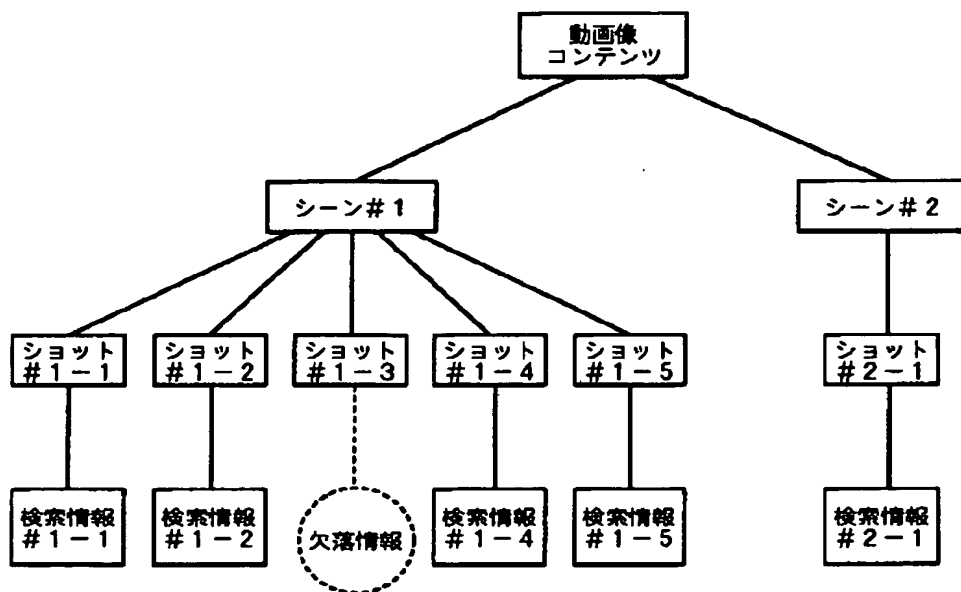 動画像
コンテンツ
シーン#1
シーン#2
ショット
#1-1
ショット
#1-2
ショット
#1-3
ショット
#1-4
ショット
#1-5
ショット
#2-1
検索情報
#1-1
検索情報
#1-2
欠落情報
検索情報
#1-4
検索情報
#1-5
検索情報
#2-1